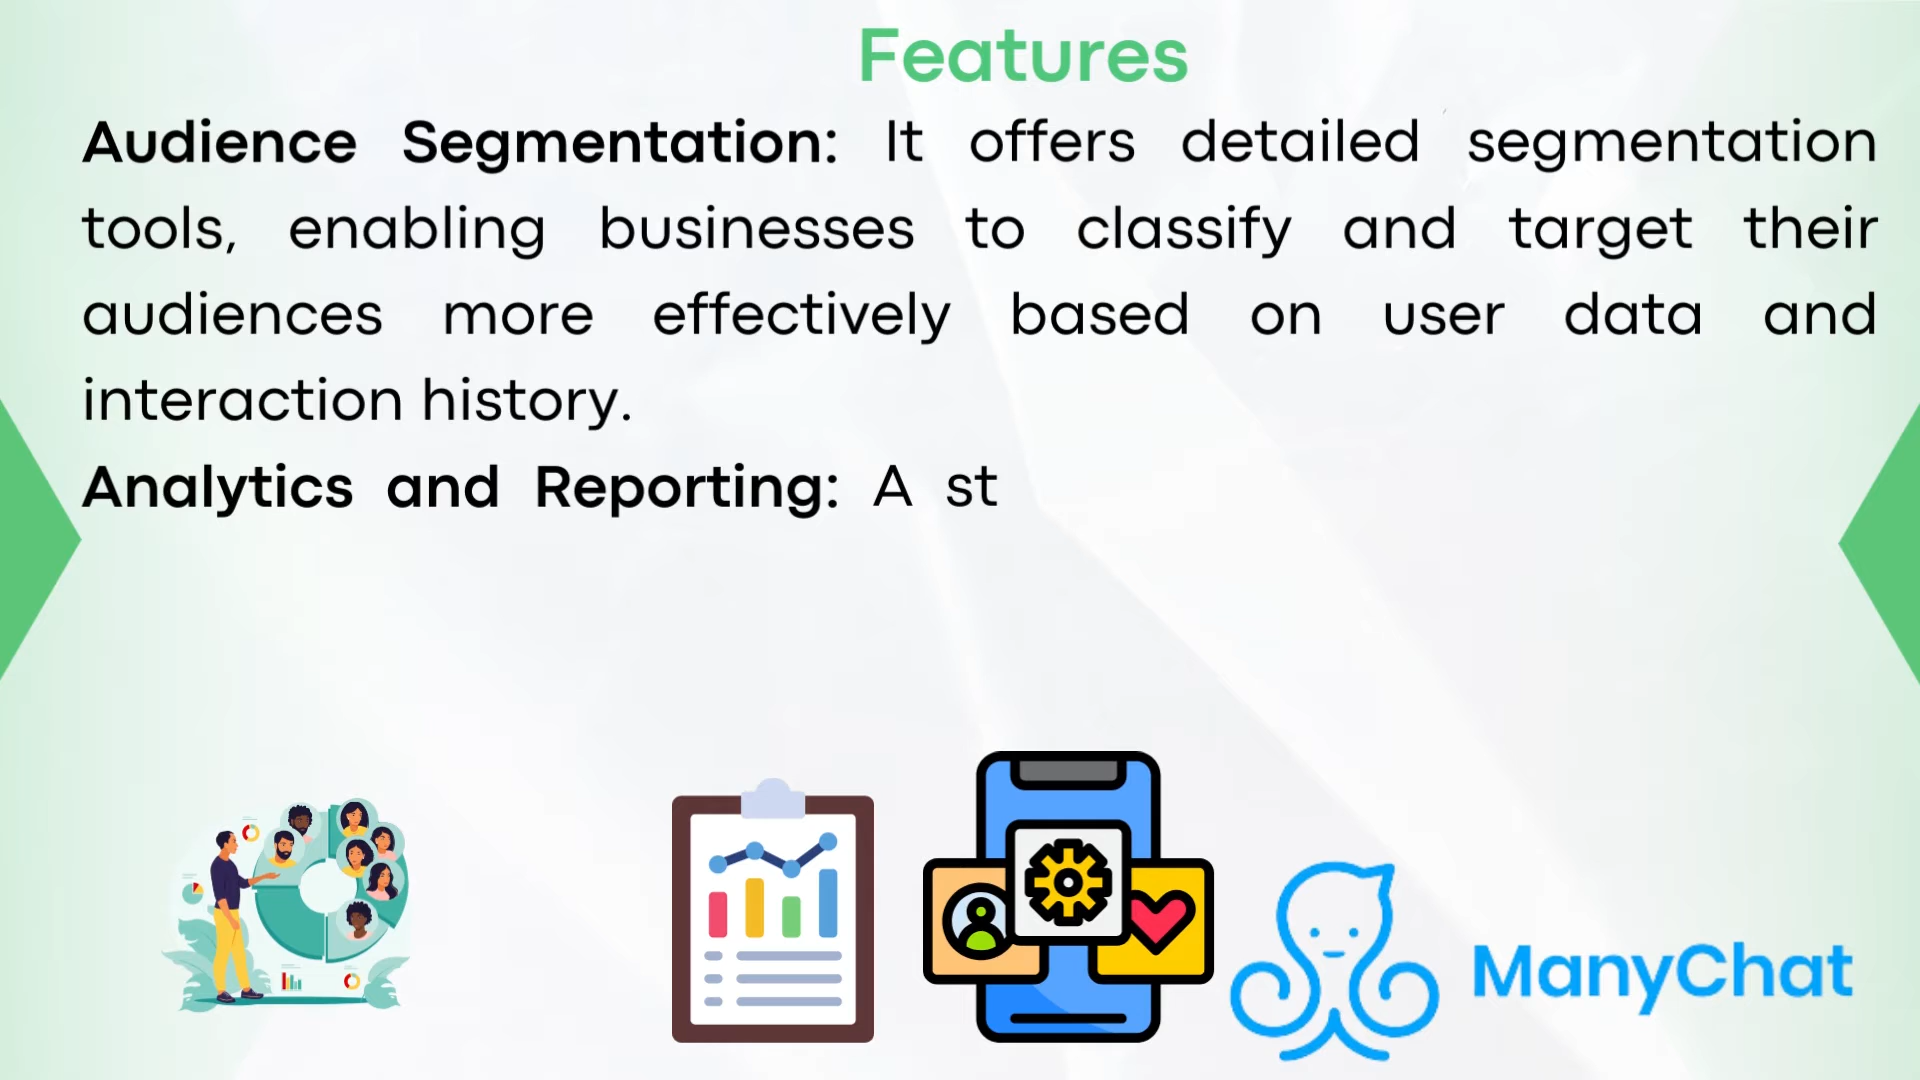 Features
Audience Segmentation: It offers detailed segmentation
tools, enabling businesses to classify and target their
audiences more effectively based on user data and
interaction history.
Analytics and Reporting: A st
ManyChat